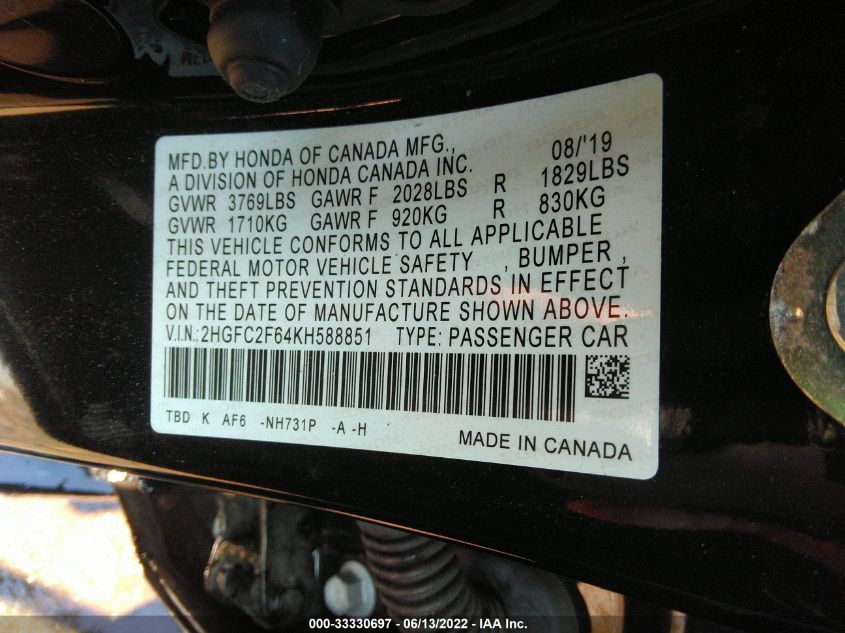 MFD.BY HONDA OF CANADA MFG., 08/'19
A DIVISION OF HONDA CANADA INC.
GVWR 3769LBS GAWR F 2028LBS R 1829LBS
GVWR 1710KG GAWR F 920KG R 830KG
THIS VEHICLE CONFORMS TO ALL APPLICABLE
FEDERAL MOTOR VEHICLE SAFETY , BUMPER ,
AND THEFT PREVENTION STANDARDS IN EFFECT
ON THE DATE OF MANUFACTURE SHOWN ABOVE.
V.I.N.:2HGFC2F64KH588851 TYPE: PASSENGER CAR
TBD K AF6 -NH731P -A -H
MADE IN CANADA
000-33330697 - 06/13/2022 - IAA Inc.